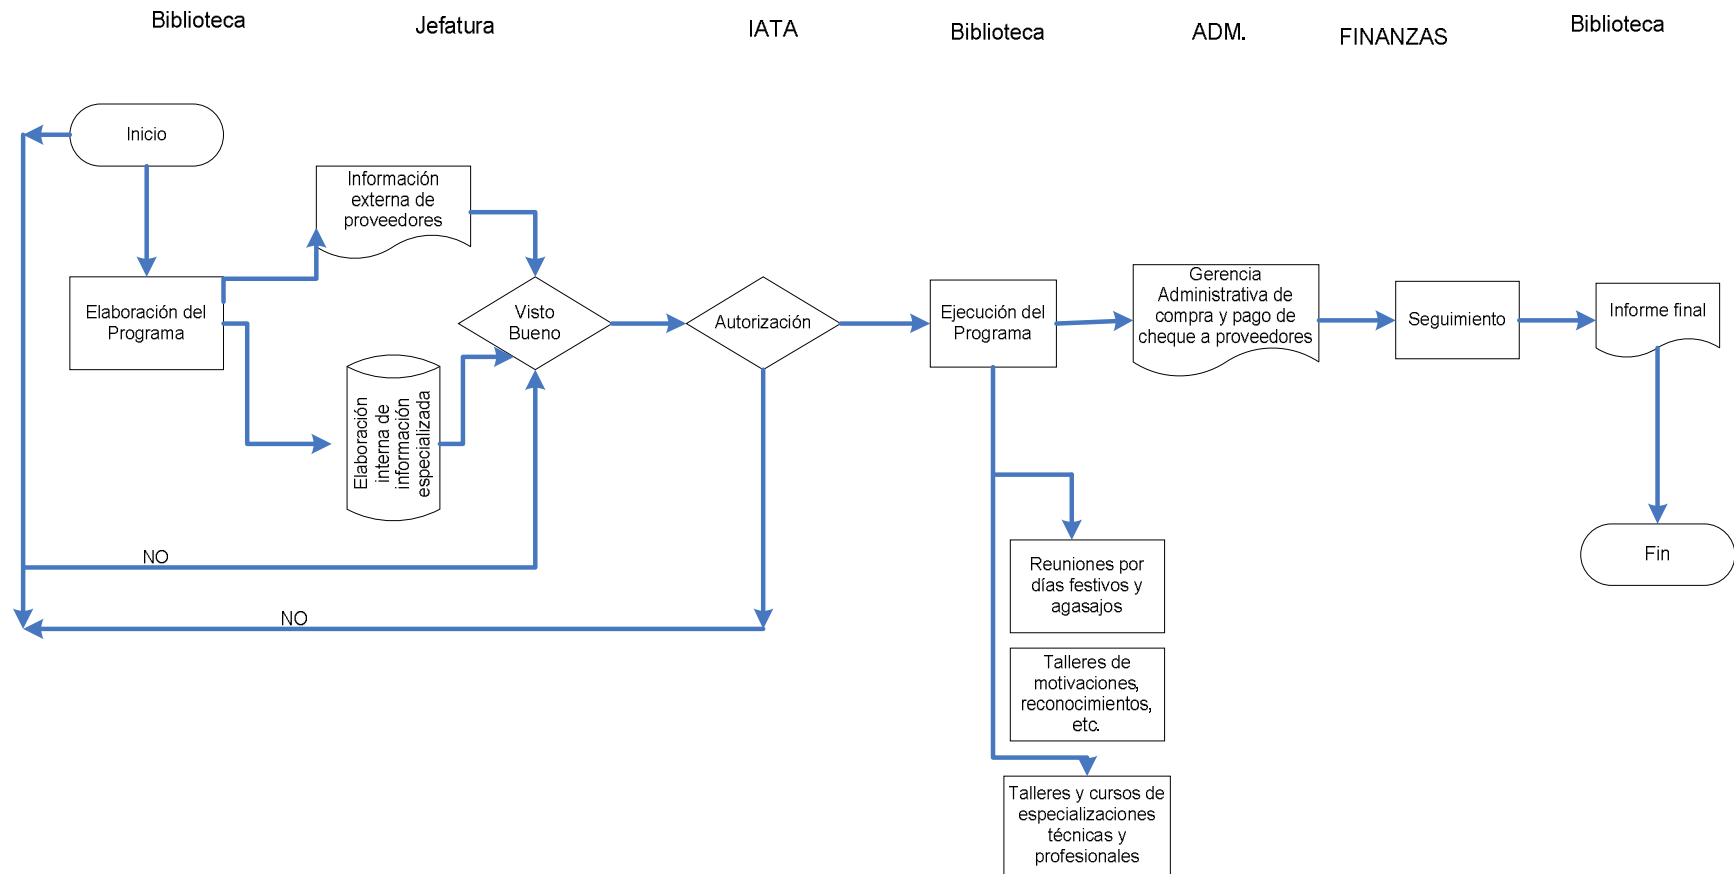 Biblioteca
Jefatura
IATA
Biblioteca
ADM.
FINANZAS
Biblioteca
Inicio
Información
externa de
proveedores
Elaboración del
Programa
Visto
Bueno
Autorización
Ejecución del
Programa
Gerencia
Administrativa de
compra y pago de
cheque a proveedores
Seguimiento
Informe final
Elaboración
interna de
información
especializada
NO
NO
Reuniones por
días festivos y
agasajos
Fin
Talleres de
motivaciones,
reconocimientos,
etc.
Talleres y cursos de
especializaciones
técnicas y
profesionales